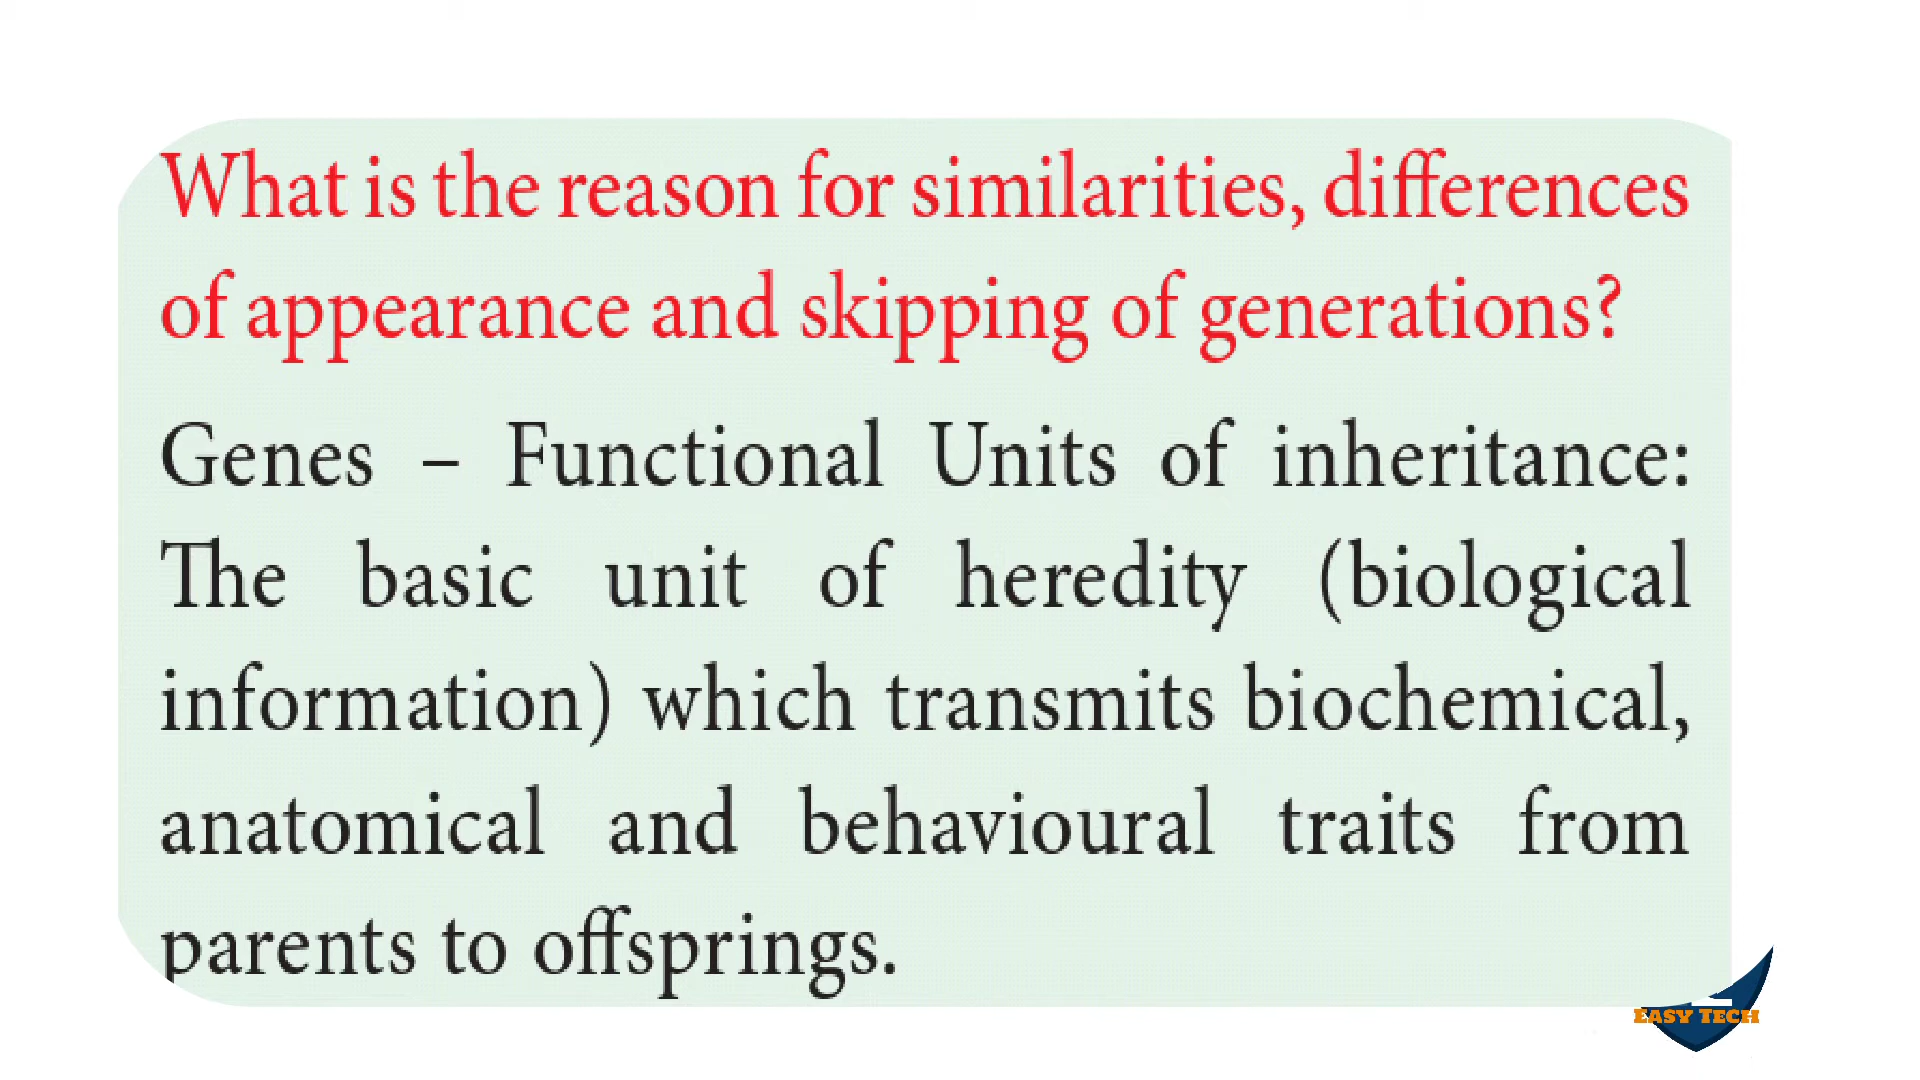 What is the reason for similarities, differences
of appearance and skipping of generations?
Genes – Functional Units of inheritance:
The basic unit of heredity (biological
information) which transmits biochemical,
anatomical and behavioural traits from
parents to offsprings.
EASY TECH